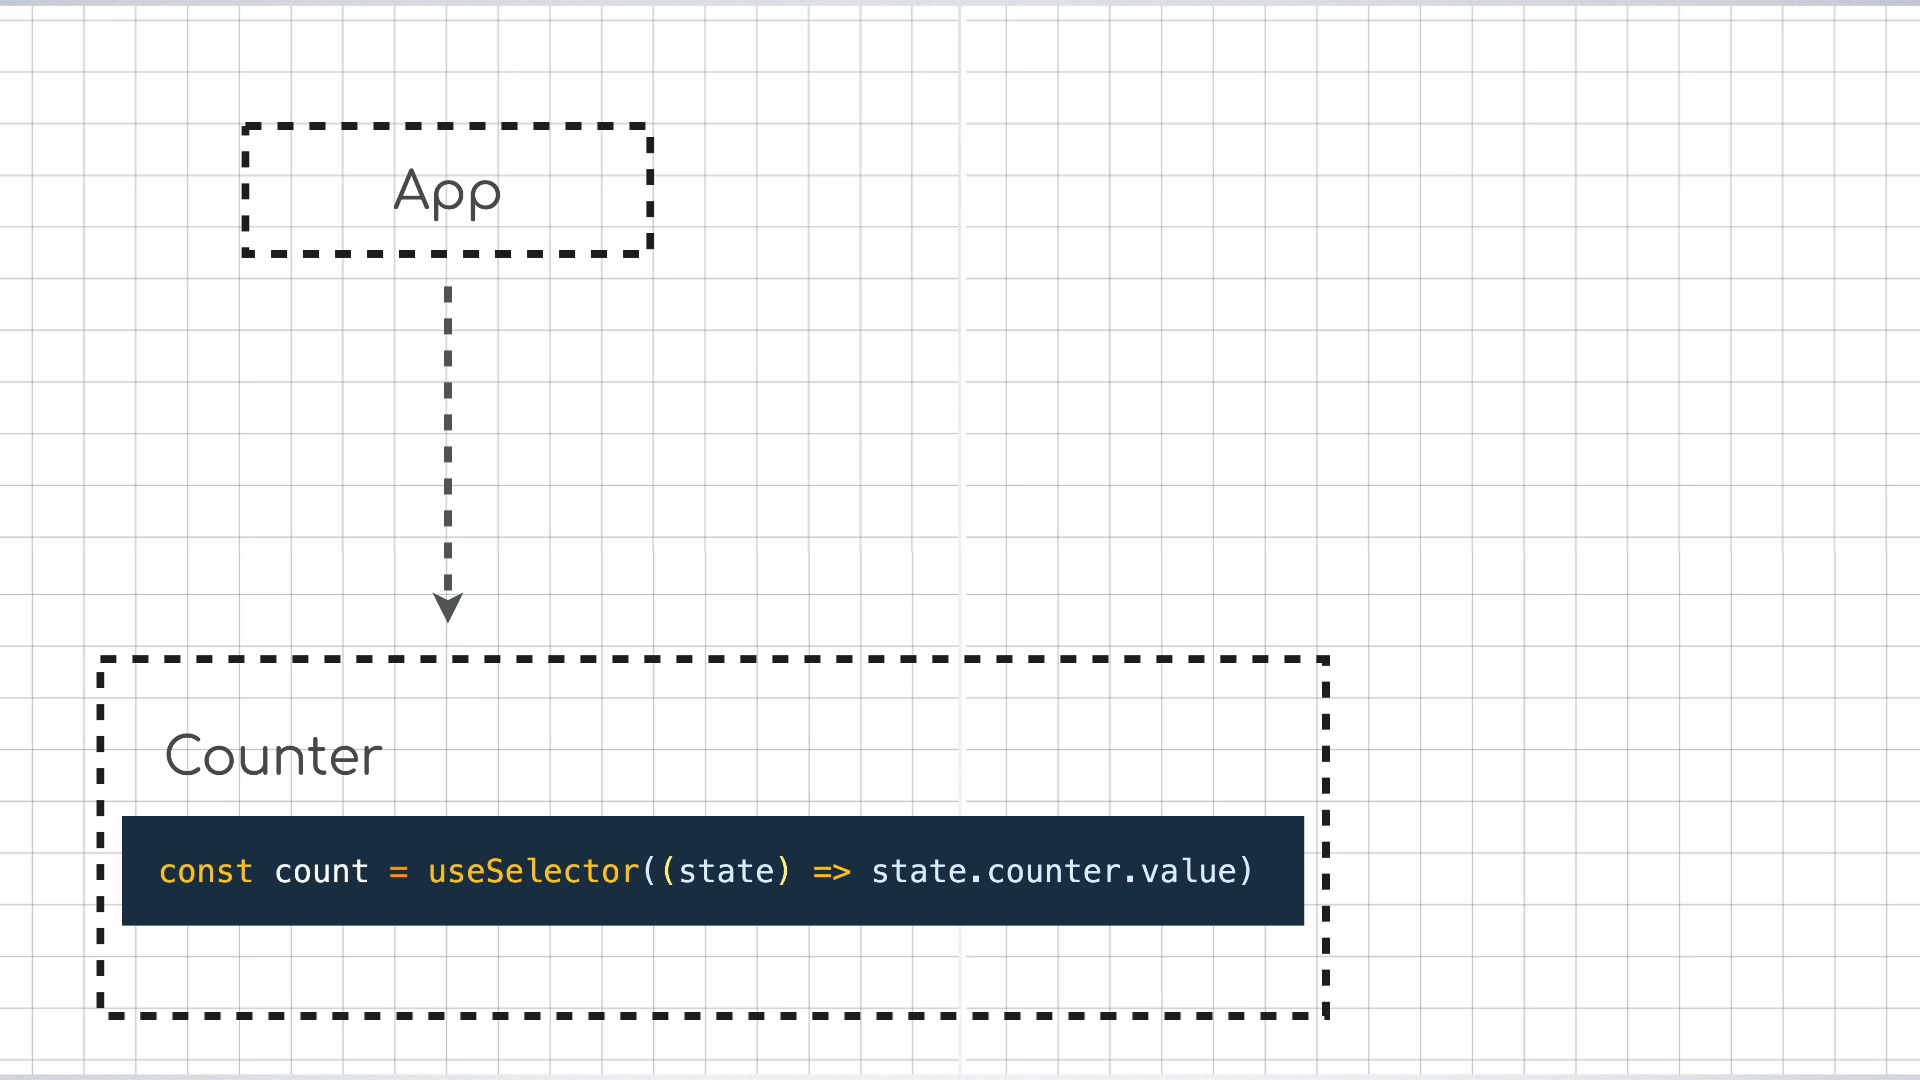 App
Counter
const count = useSelector((state) => state.counter.value)